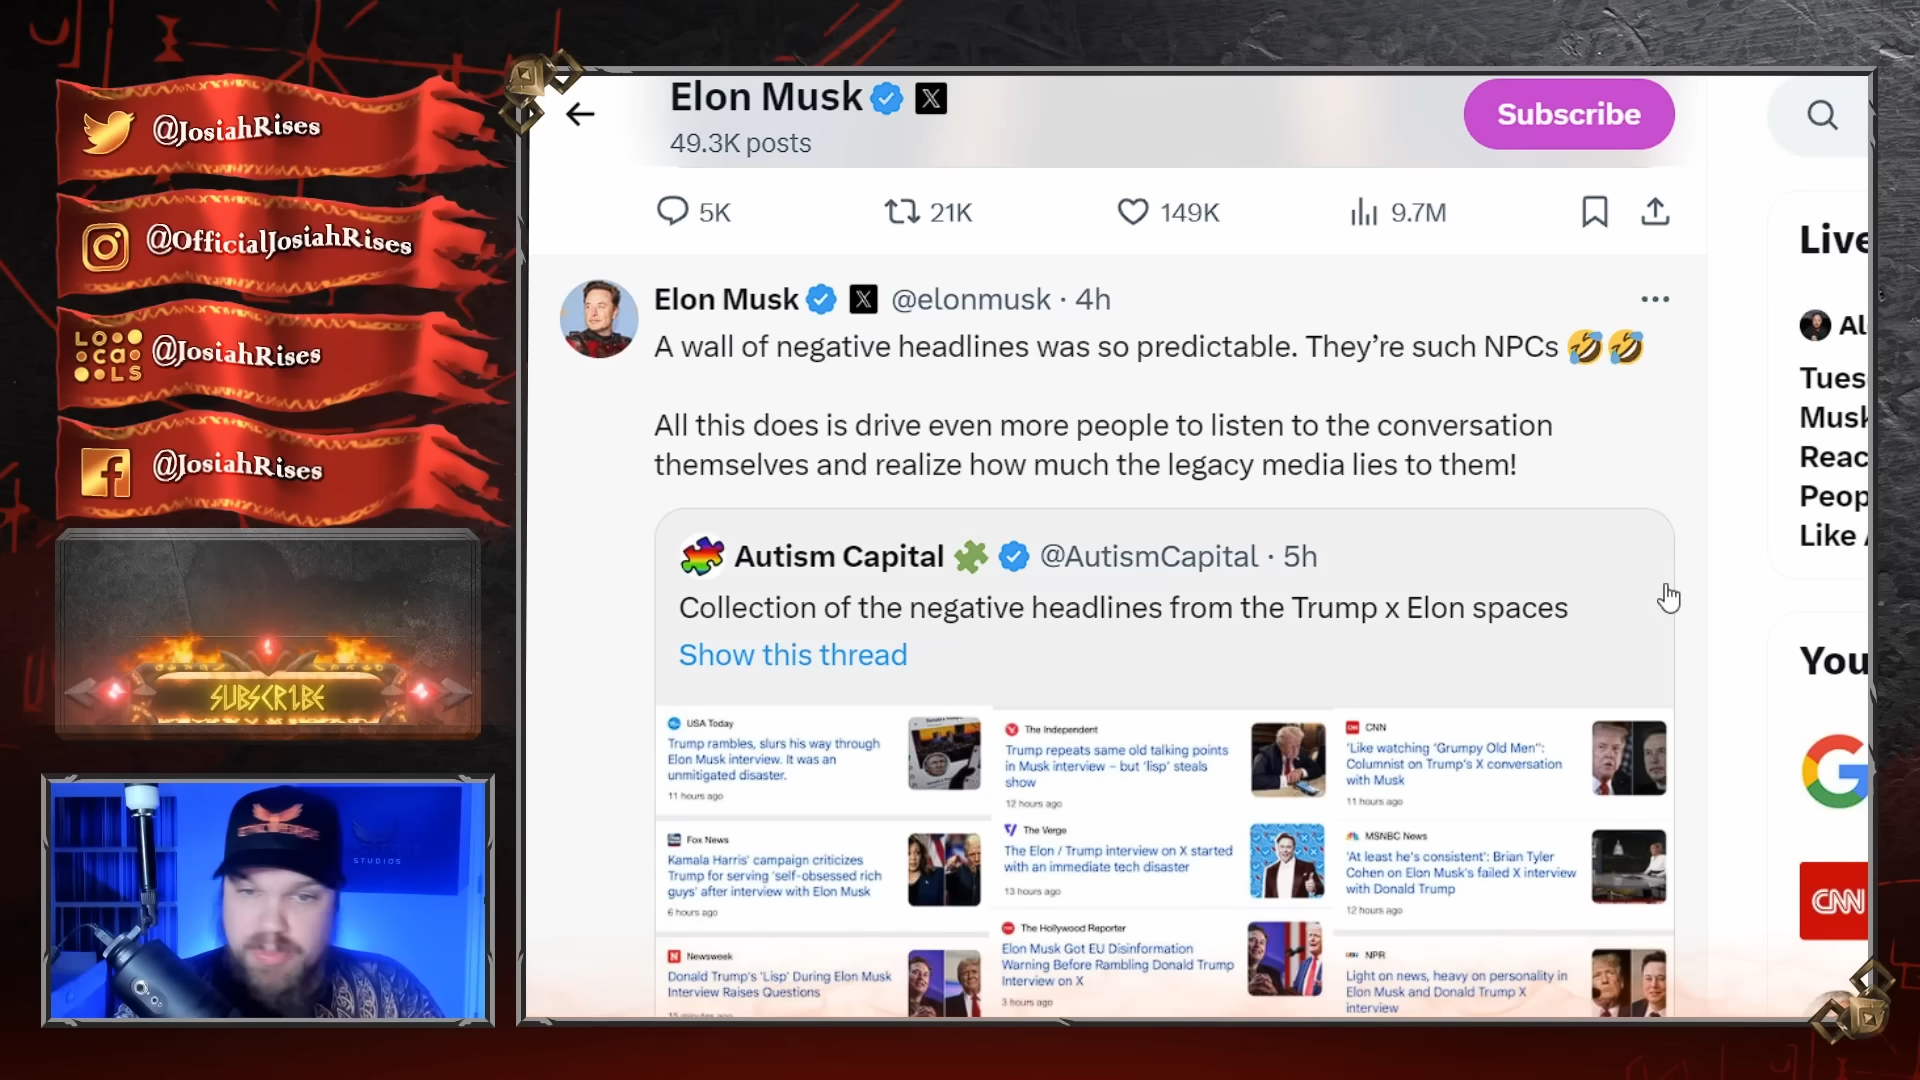 @JosiahRises
@OfficialJosiahRises
LOcaLS
@JosiahRises
@JosiahRises
SUBSCR1BE
STUDIOS
Elon Musk
49.3K posts
Subscribe
5K
21K
149K
9.7M
Elon Musk @elonmusk · 4h
A wall of negative headlines was so predictable. They’re such NPCs 🤣🤣
All this does is drive even more people to listen to the conversation
themselves and realize how much the legacy media lies to them!
Autism Capital 🧩 @AutismCapital · 5h
Collection of the negative headlines from the Trump x Elon spaces
Show this thread
USA Today
Trump rambles, slurs his way through
Elon Musk interview. It was an
unmitigated disaster.
11 hours ago
Fox News
Kamala Harris' campaign criticizes
Trump for serving 'self-obsessed rich
guys' after interview with Elon Musk
6 hours ago
Newsweek
Donald Trump's 'Lisp' During Elon Musk
Interview Raises Questions
15 minutes ago
The Independent
Trump repeats same old talking points
in Musk interview – but 'lisp' steals
show
12 hours ago
The Verge
The Elon / Trump interview on X started
with an immediate tech disaster
13 hours ago
The Hollywood Reporter
Elon Musk Got EU Disinformation
Warning Before Rambling Donald Trump
Interview on X
3 hours ago
CNN
'Like watching 'Grumpy Old Men'':
Columnist on Trump's X conversation
with Musk
11 hours ago
MSNBC News
'At least he's consistent': Brian Tyler
Cohen on Elon Musk's failed X interview
with Donald Trump
12 hours ago
NPR
Light on news, heavy on personality in
Elon Musk and Donald Trump X
interview
Live
Al
Tues
Musk
Reac
Peop
Like
You
CNN